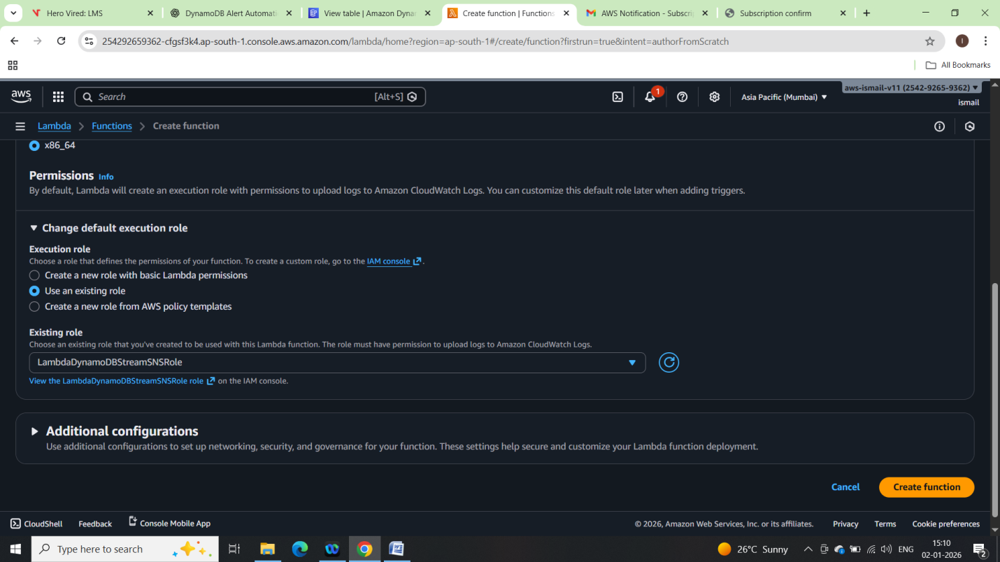 Hero Vired: LMS
DynamoDB Alert Automati
View table | Amazon Dyna
Create function | Functions
AWS Notification - Subscrip
Subscription confirm
254292659362-cfgsf3k4.ap-south-1.console.aws.amazon.com/lambda/home?region=ap-south-1#/create/function?firstrun=true&intent=authorFromScratch
I
All Bookmarks
aws
Search
[Alt+S]
1
Asia Pacific (Mumbai)
aws-ismail-v11 (2542-9265-9362)
ismail
Lambda > Functions > Create function
x86_64
Permissions Info
By default, Lambda will create an execution role with permissions to upload logs to Amazon CloudWatch Logs. You can customize this default role later when adding triggers.
Change default execution role
Execution role
Choose a role that defines the permissions of your function. To create a custom role, go to the IAM console .
Create a new role with basic Lambda permissions
Use an existing role
Create a new role from AWS policy templates
Existing role
Choose an existing role that you've created to be used with this Lambda function. The role must have permission to upload logs to Amazon CloudWatch Logs.
LambdaDynamoDBStreamSNSRole
View the LambdaDynamoDBStreamSNSRole role on the IAM console.
Additional configurations
Use additional configurations to set up networking, security, and governance for your function. These settings help secure and customize your Lambda function deployment.
Cancel
Create function
CloudShell Feedback Console Mobile App
© 2026, Amazon Web Services, Inc. or its affiliates. Privacy Terms Cookie preferences
Type here to search
26°C Sunny
ENG
15:10
02-01-2026
2